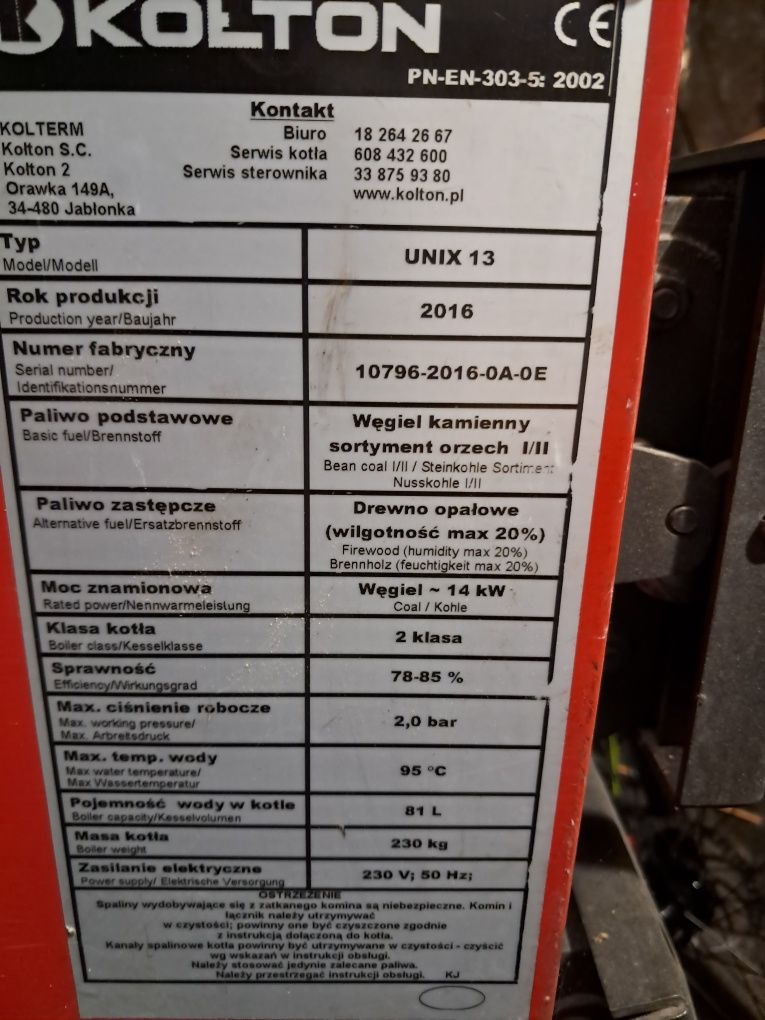 KOŁTON
CE
PN-EN-303-5: 2002
Kontakt
KOLTERM
Kołton S.C.
Kołton 2
Orawka 149A,
34-480 Jabłonka
Biuro 18 264 26 67
Serwis kotła 608 432 600
Serwis sterownika 33 875 93 80
www.kolton.pl
Typ
Model/Modell
UNIX 13
Rok produkcji
Production year/Baujahr
2016
Numer fabryczny
Serial number/
Identifikationsnummer
10796-2016-0A-0E
Paliwo podstawowe
Basic fuel/Brennstoff
Węgiel kamienny
sortyment orzech I/II
Bean coal I/II / Steinkohle Sortiment
Nusskohle I/II
Paliwo zastępcze
Alternative fuel/Ersatzbrennstoff
Drewno opałowe
(wilgotność max 20%)
Firewood (humidity max 20%)
Brennholz (feuchtigkeit max 20%)
Moc znamionowa
Rated power/Nennwarmeleistung
Węgiel ~ 14 kW
Coal / Kohle
Klasa kotła
Boiler class/Kesselklasse
2 klasa
Sprawność
Efficiency/Wirkungsgrad
78-85 %
Max. ciśnienie robocze
Max. working pressure/
Max. Arbeitsdruck
2,0 bar
Max. temp. wody
Max water temperature/
Max Wassertemperatur
95 °C
Pojemność wody w kotle
Boiler capacity/Kesselvolumen
81 L
Masa kotła
Boiler weight
230 kg
Zasilanie elektryczne
Power supply/ Elektrische Versorgung
230 V; 50 Hz;
OSTRZEŻENIE
Spaliny wydobywające się z zatkanego komina są niebezpieczne. Komin i
łącznik należy utrzymywać
w czystości; powinny one być czyszczone zgodnie
z instrukcją dołączoną do kotła.
Kanały spalinowe kotła powinny być utrzymywane w czystości - czyścić
wg wskazań w instrukcji obsługi.
Należy stosować jedynie zalecane paliwa.
Należy przestrzegać instrukcji obsługi. KJ